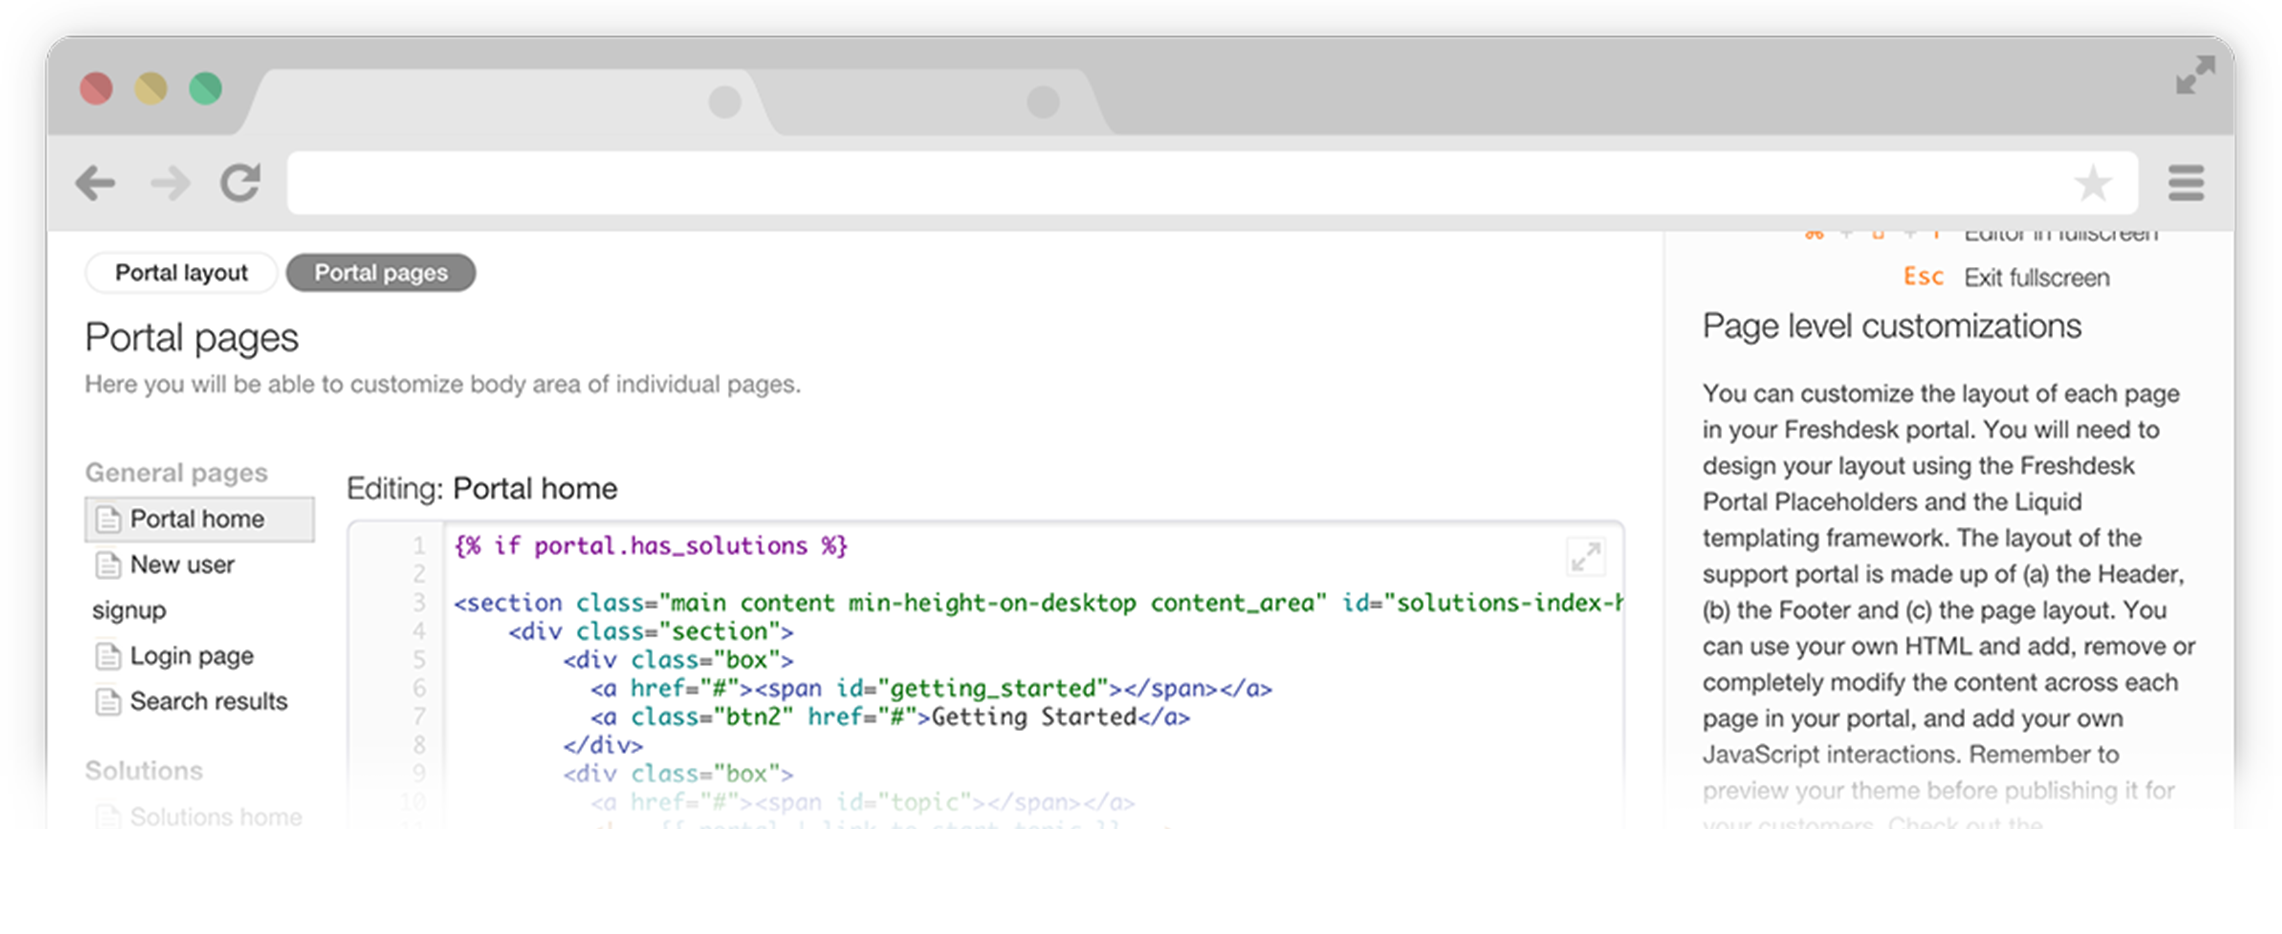 Portal layout Portal pages
Portal pages
Here you will be able to customize body area of individual pages.
General pages
Portal home
New user
signup
Login page
Search results
Solutions
Solutions home
Editing: Portal home
1 {% if portal.has_solutions %}
2
3 <section class="main content min-height-on-desktop content_area" id="solutions-index-h
4 <div class="section">
5 <div class="box">
6 <a href="#"><span id="getting_started"></span></a>
7 <a class="btn2" href="#">Getting Started</a>
8 </div>
9 <div class="box">
10 <a href="#"><span id="topic"></span></a>
Editor in fullscreen
Esc Exit fullscreen
Page level customizations
You can customize the layout of each page
in your Freshdesk portal. You will need to
design your layout using the Freshdesk
Portal Placeholders and the Liquid
templating framework. The layout of the
support portal is made up of (a) the Header,
(b) the Footer and (c) the page layout. You
can use your own HTML and add, remove or
completely modify the content across each
page in your portal, and add your own
JavaScript interactions. Remember to
preview your theme before publishing it for
your customers. Check out the